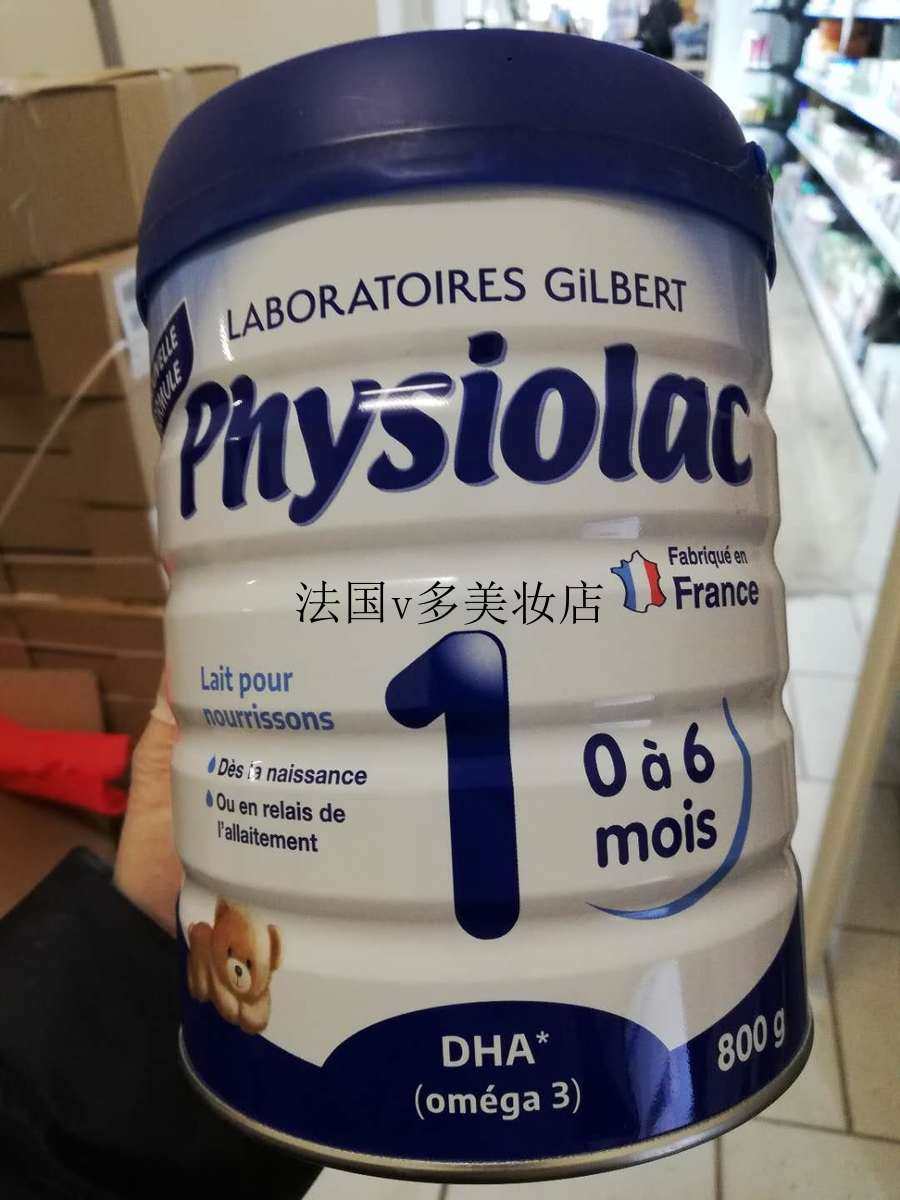 LABORATOIRES GiLBERT
Physiolac
Fabriqué en
France
法国v多美妆店
1
Lait pour
nourrissons
Dès la naissance
Ou en relais de
l'allaitement
0 à 6
mois
DHA*
(oméga 3)
800 g